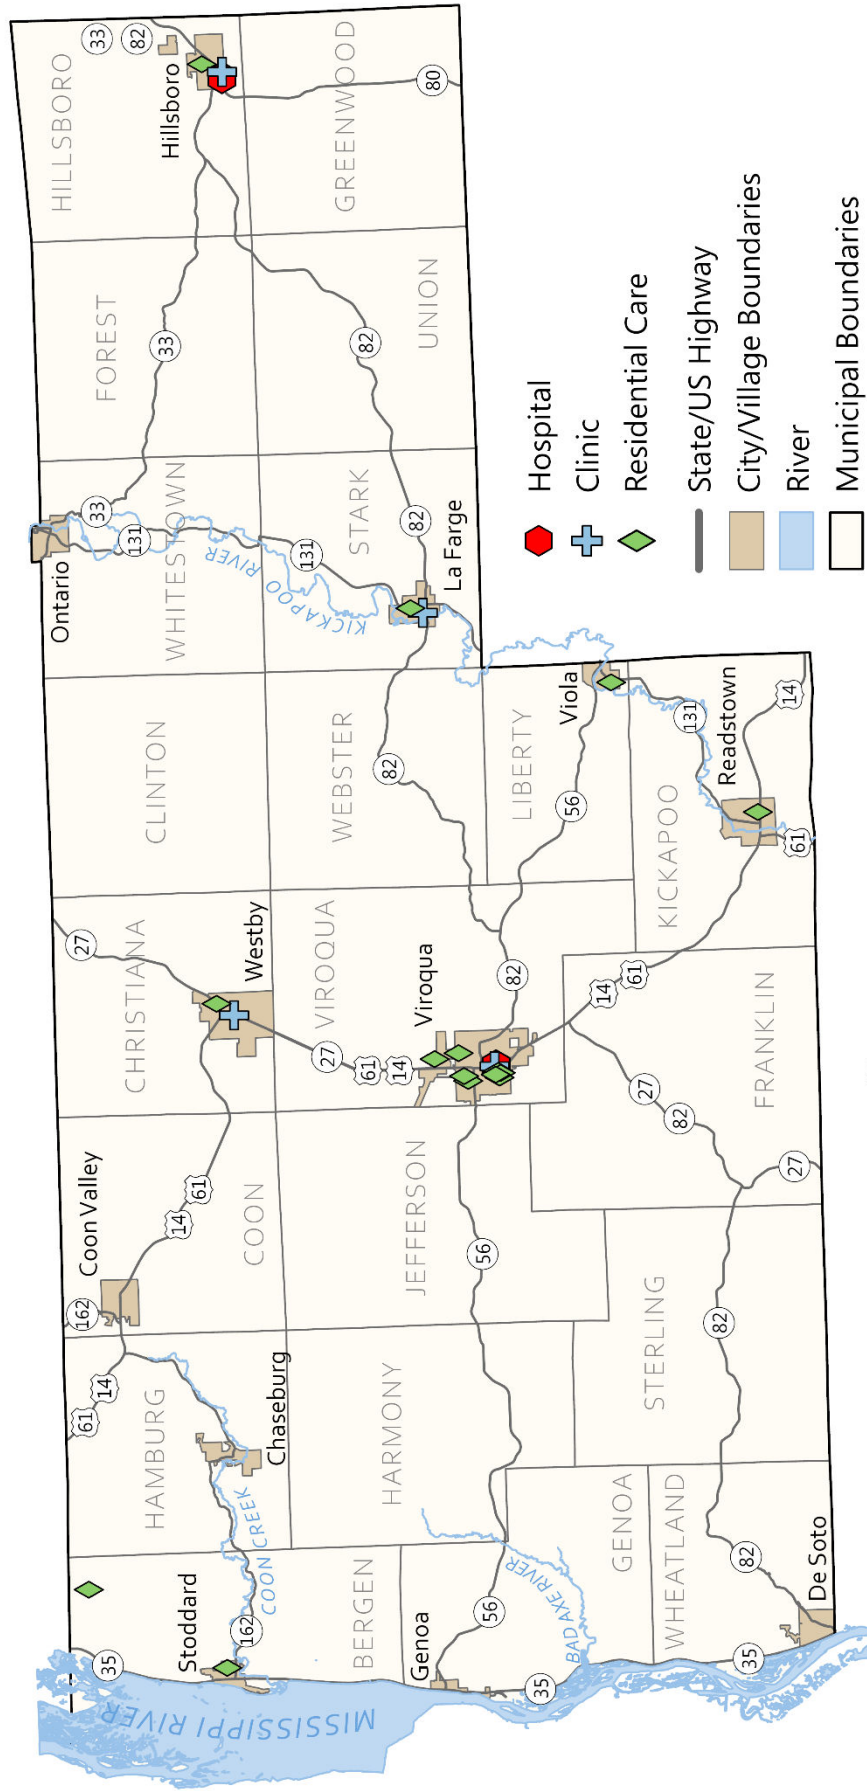 HILLSBORO
33
82
Hillsboro
GREENWOOD
80
FOREST
33
UNION
82
Ontario
33
131
WHITESTOWN
KICKAPOO RIVER
131
STARK
82
La Farge
CLINTON
WEBSTER
82
LIBERTY
Viola
56
131
KICKAPOO
Readstown
14
61
27
CHRISTIANA
Westby
VIROQUA
27
61
14
Viroqua
82
14
61
FRANKLIN
27
82
27
Coon Valley
162
14
61
COON
JEFFERSON
56
STERLING
82
61
14
HAMBURG
Chaseburg
COON CREEK
HARMONY
35
Stoddard
162
BERGEN
Genoa
56
BAD AXE RIVER
GENOA
WHEATLAND
82
De Soto
35
35
MISSISSIPPI RIVER
Hospital
Clinic
Residential Care
State/US Highway
City/Village Boundaries
River
Municipal Boundaries